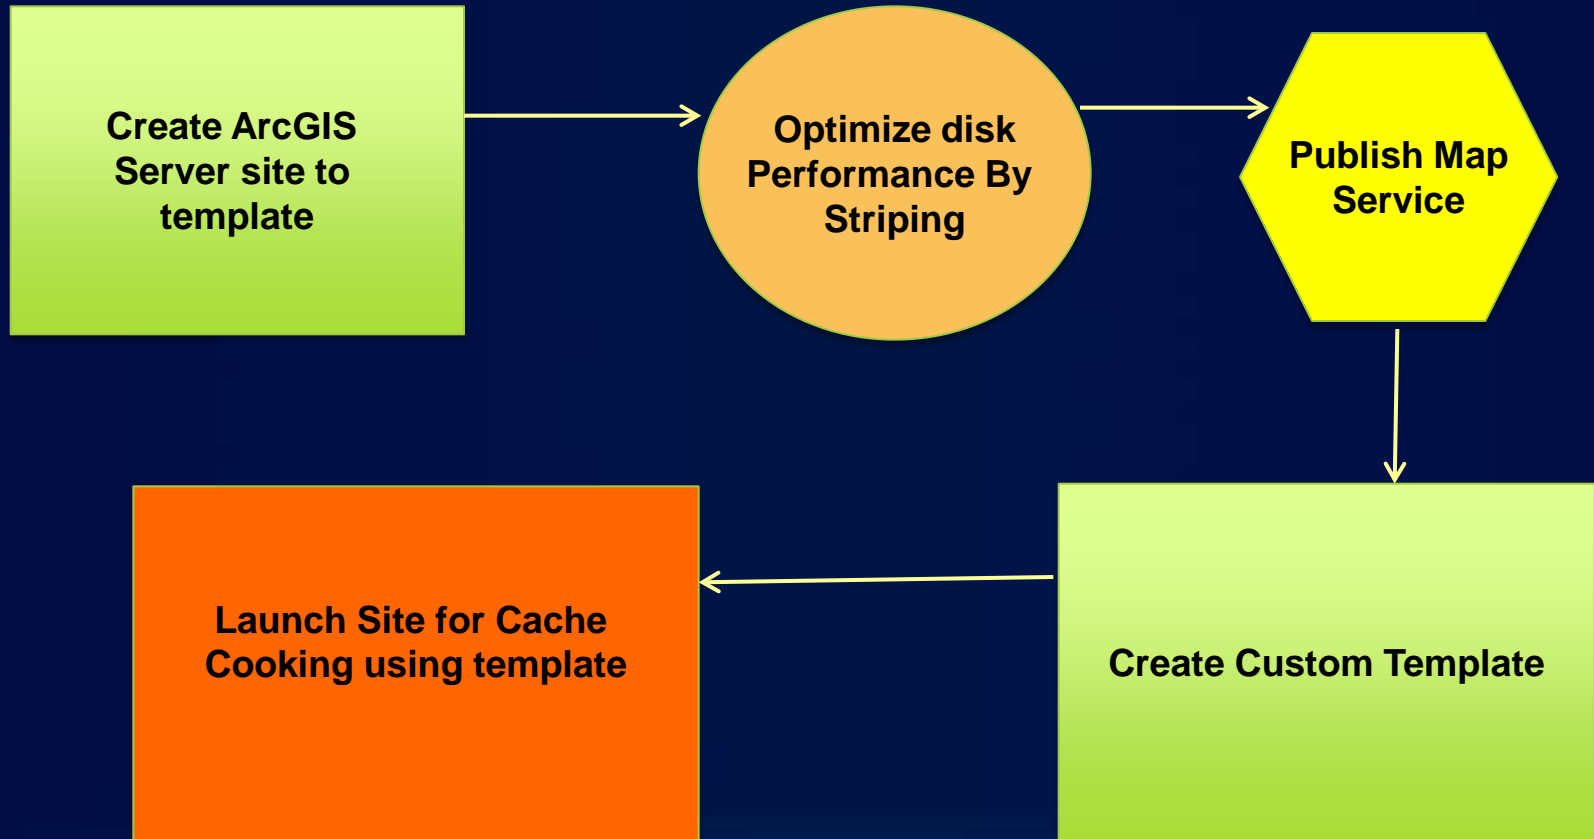 Create ArcGIS
Server site to
template
Optimize disk
Performance By
Striping
Publish Map
Service
Create Custom Template
Launch Site for Cache
Cooking using template